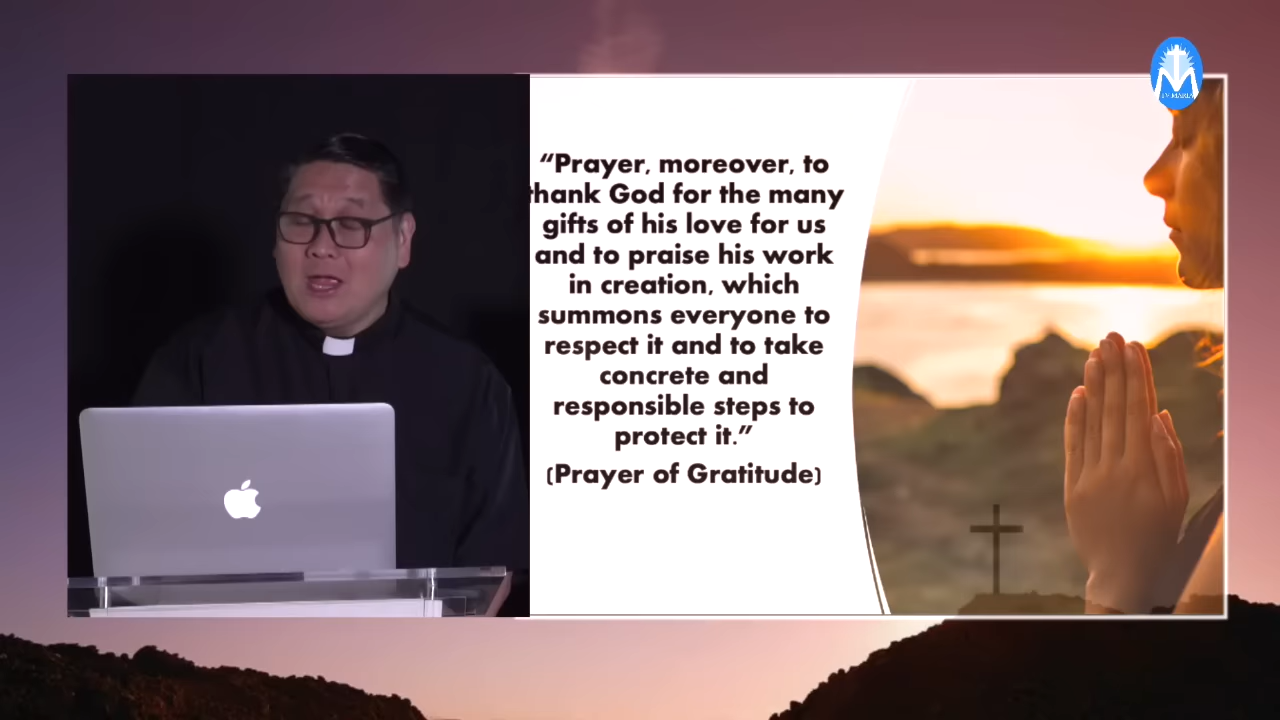 TV MARIA
“Prayer, moreover, to
thank God for the many
gifts of his love for us
and to praise his work
in creation, which
summons everyone to
respect it and to take
concrete and
responsible steps to
protect it.”
(Prayer of Gratitude)